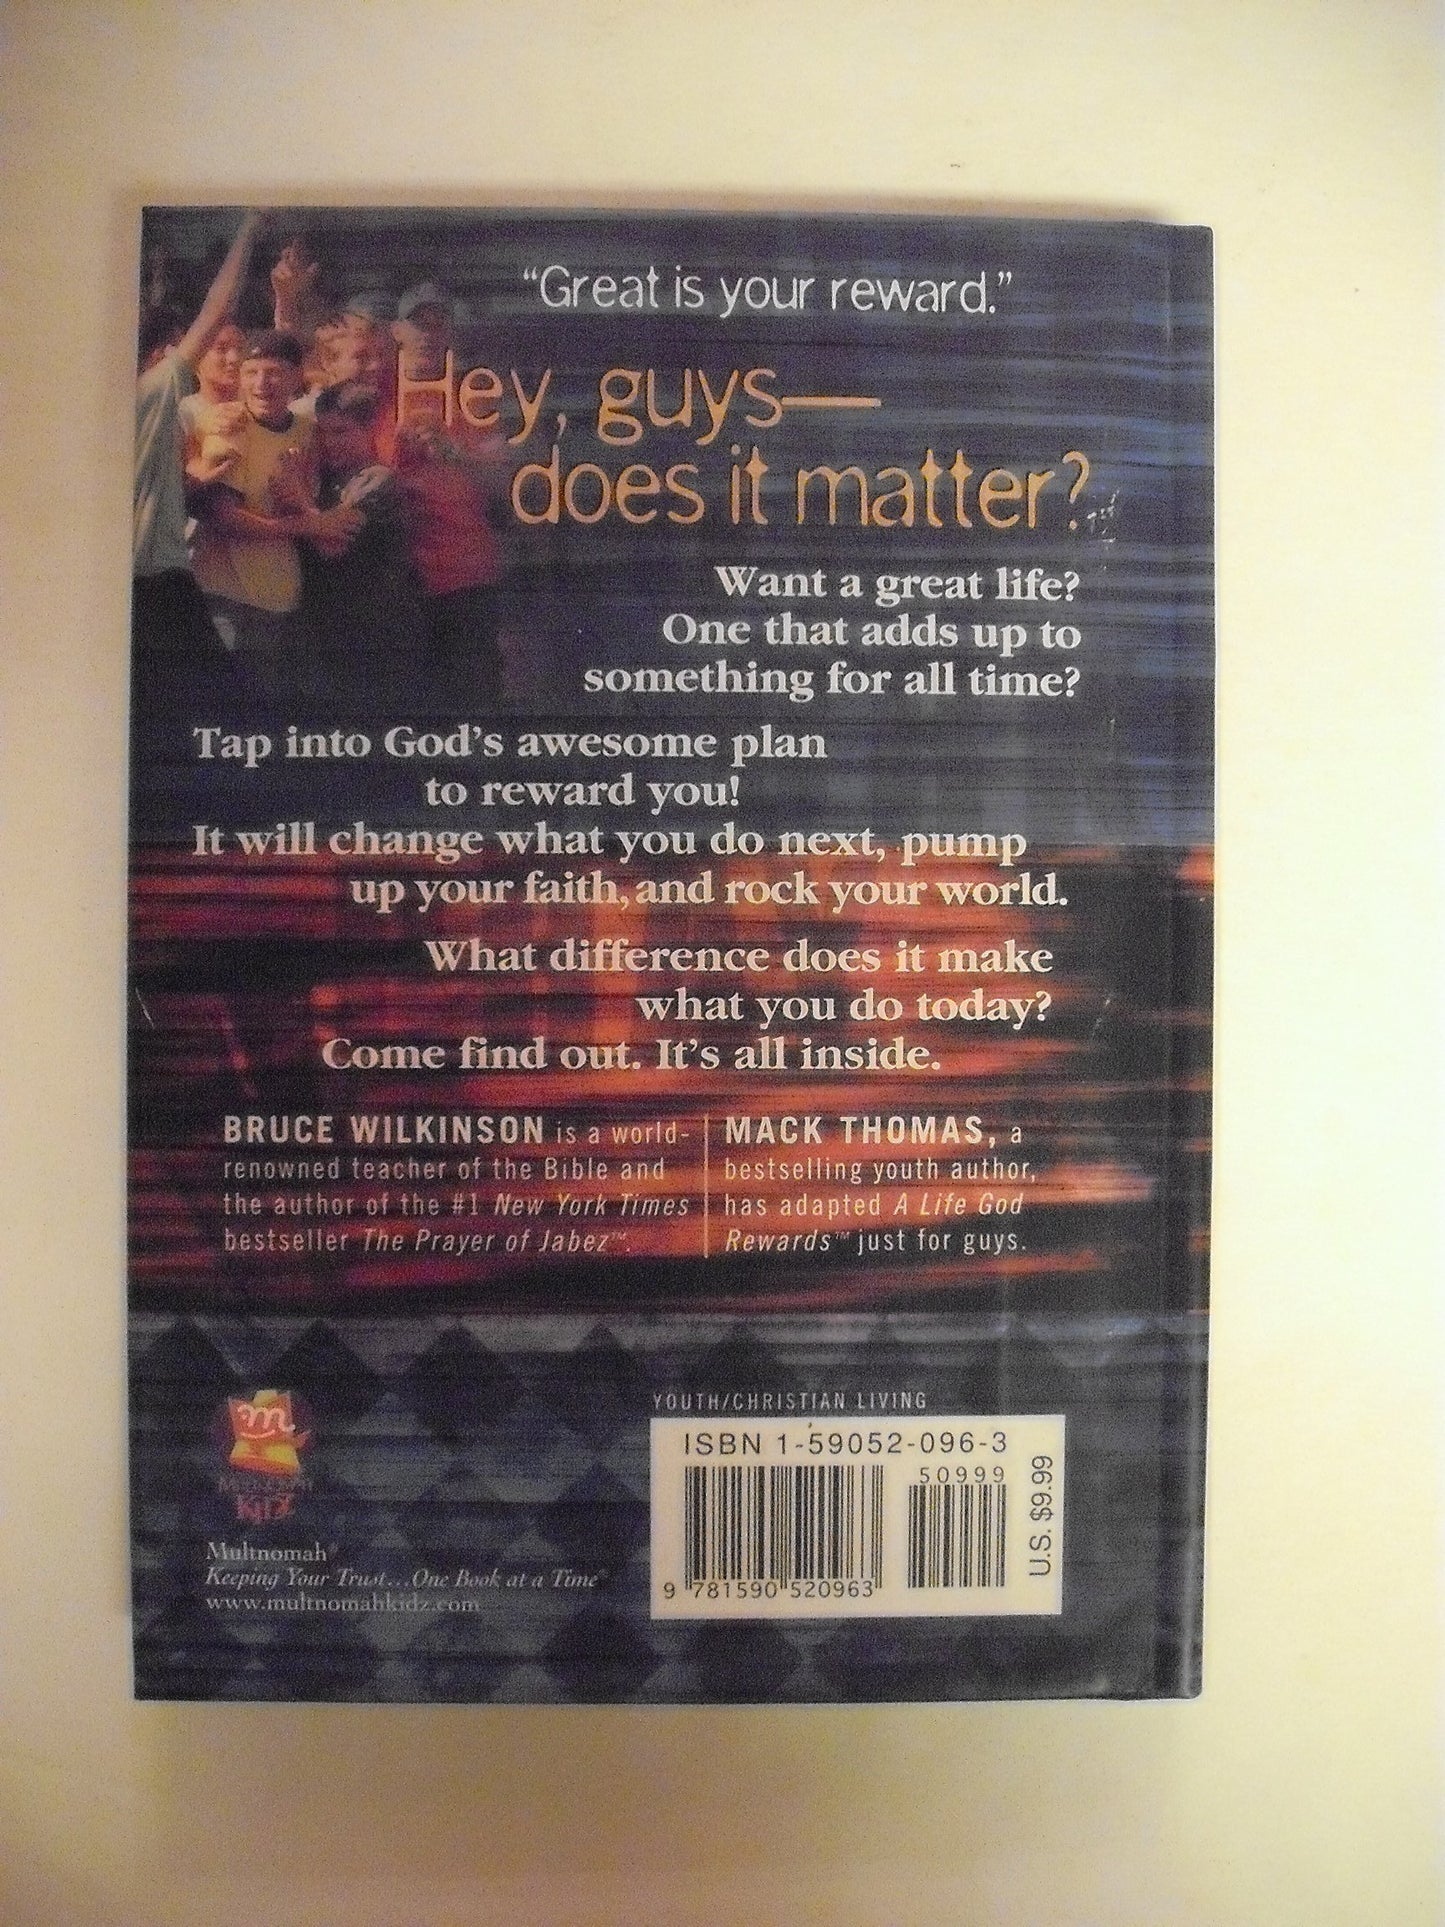 “Great is your reward.”
Hey, guys—
does it matter?
Want a great life?
One that adds up to
something for all time?
Tap into God's awesome plan
to reward you!
It will change what you do next, pump
up your faith, and rock your world.
What difference does it make
what you do today?
Come find out. It's all inside.
BRUCE WILKINSON is a world-
renowned teacher of the Bible and
the author of the #1 New York Times
bestseller The Prayer of Jabez™.
MACK THOMAS, a
bestselling youth author,
has adapted A Life God
Rewards™ just for guys.
m
Kidz
Multnomah®
Keeping Your Trust...One Book at a Time®
www.multnomahkidz.com
YOUTH/CHRISTIAN LIVING
ISBN 1-59052-096-3
50999
9 781590 520963
U.S. $9.99